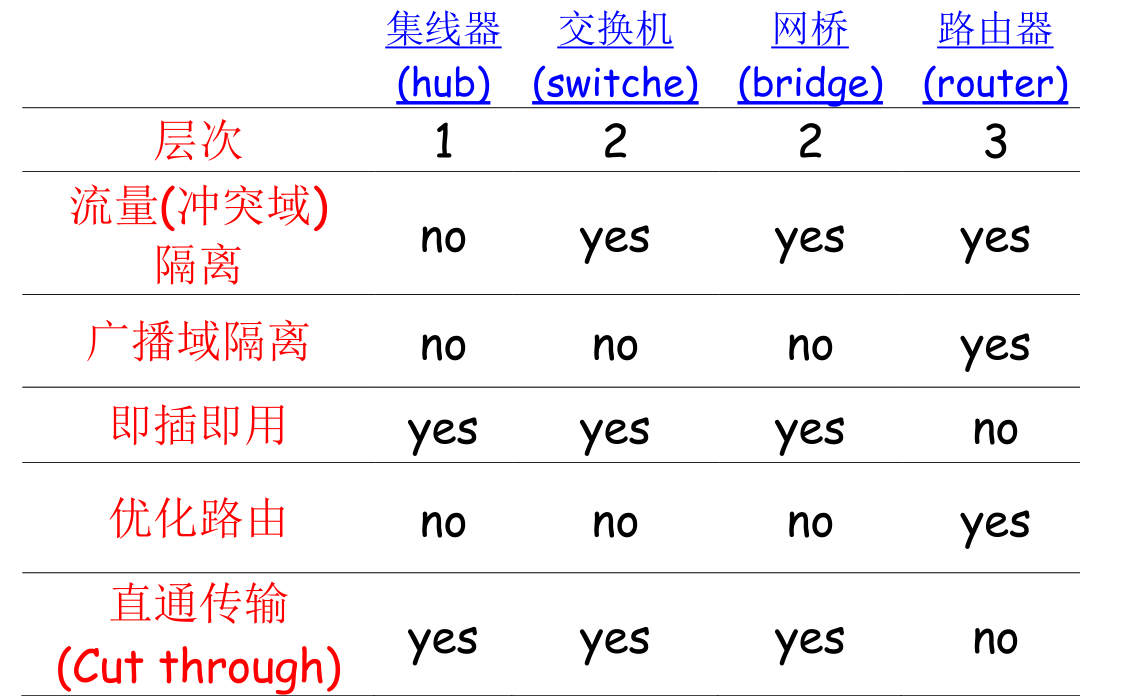 集线器 交换机 网桥 路由器
(hub) (switche) (bridge) (router)
层次 1 2 2 3
流量(冲突域)
隔离 no yes yes yes
广播域隔离 no no no yes
即插即用 yes yes yes no
优化路由 no no no yes
直通传输
(Cut through) yes yes yes no